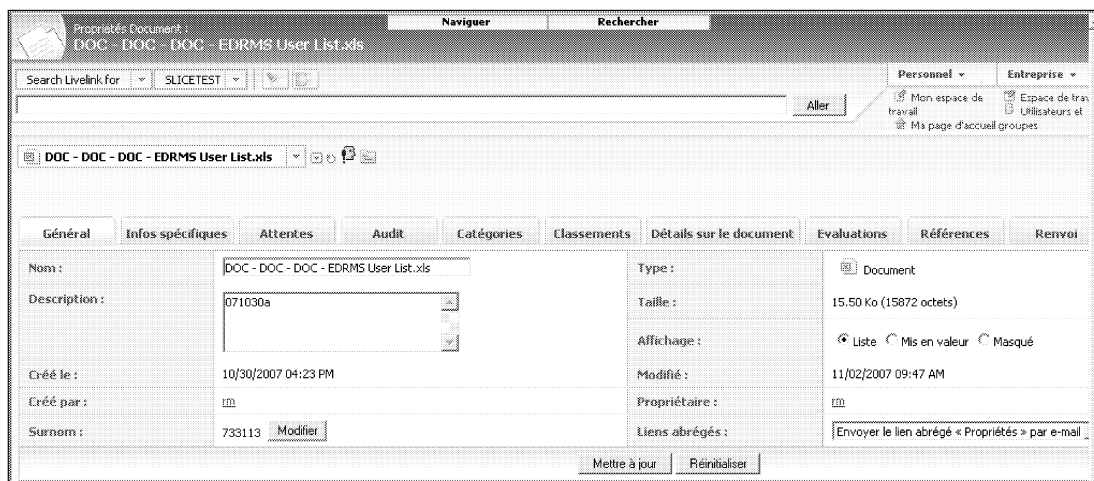 Naviguer Rechercher
Propriétés Document :
DOC - DOC - DOC - EDRMS User List.xls
Search Livelink for SLICETEST
Personnel Entreprise
Aller
Mon espace de travail
Espace de
Utilisateurs et groupes
Ma page d'accueil
DOC - DOC - DOC - EDRMS User List.xls
Général Infos spécifiques Attentes Audit Catégories Classements Détails sur le document Evaluations Références Renvoi
Nom : DOC - DOC - DOC - EDRMS User List.xls Type : Document
Description : 071030a Taille : 15.50 Ko (15872 octets)
Affichage : Liste Mis en valeur Masqué
Créé le : 10/30/2007 04:23 PM Modifié : 11/02/2007 09:47 AM
Créé par : rm Propriétaire : rm
Surnom : 733113 Modifier Liens abrégés : Envoyer le lien abrégé « Propriétés » par e-mail
Mettre à jour Réinitialiser